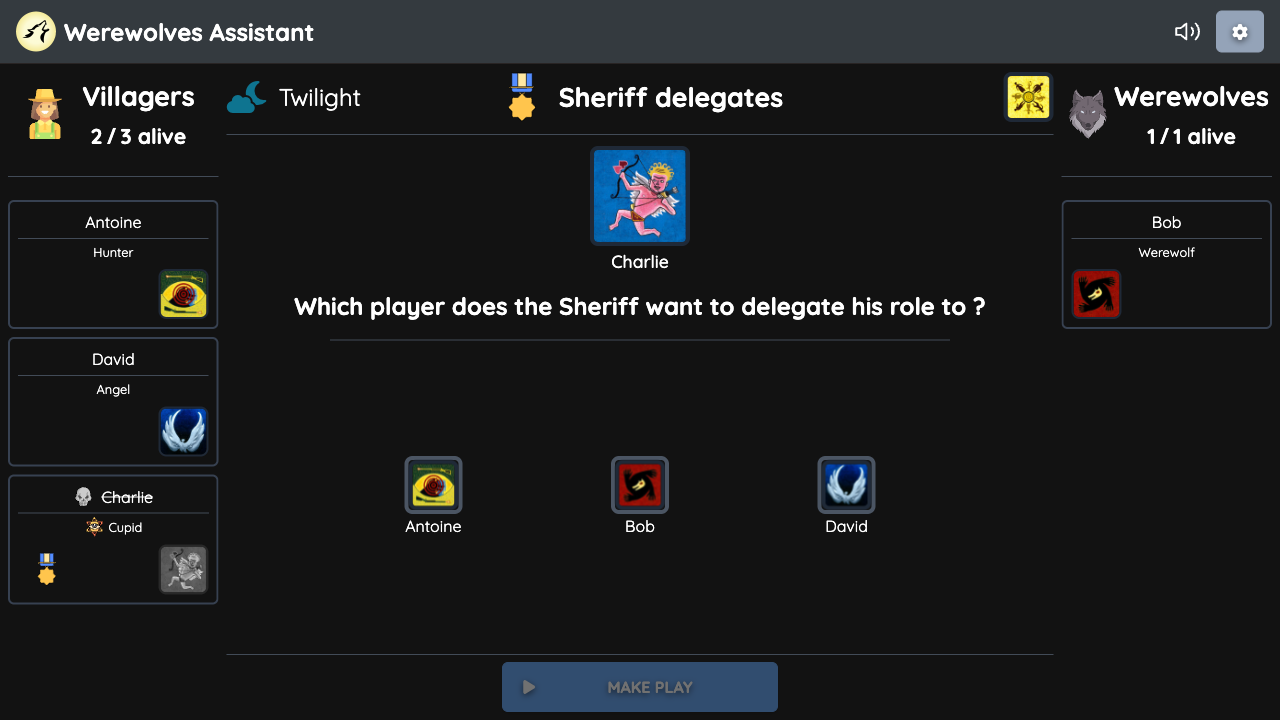 Werewolves Assistant
Villagers
2 / 3 alive
Twilight
Sheriff delegates
Werewolves
1 / 1 alive
Antoine
Hunter
David
Angel
Charlie
Cupid
Charlie
Which player does the Sheriff want to delegate his role to ?
Antoine
Bob
David
MAKE PLAY
Bob
Werewolf